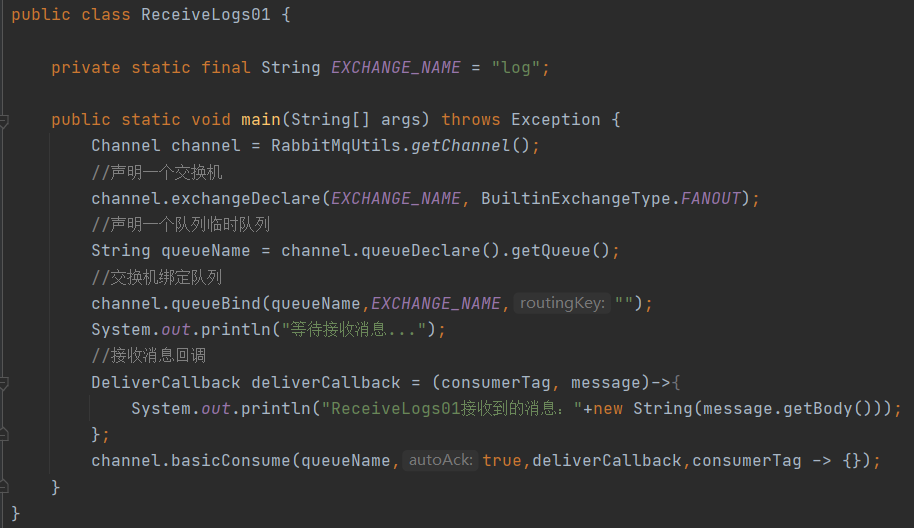 public class ReceiveLogs01 {
private static final String EXCHANGE_NAME = "log";
public static void main(String[] args) throws Exception {
Channel channel = RabbitMqUtils.getChannel();
//声明一个交换机
channel.exchangeDeclare(EXCHANGE_NAME, BuiltinExchangeType.FANOUT);
//声明一个队列临时队列
String queueName = channel.queueDeclare().getQueue();
//交换机绑定队列
channel.queueBind(queueName,EXCHANGE_NAME, routingKey: "");
System.out.println("等待接收消息...");
//接收消息回调
DeliverCallback deliverCallback = (consumerTag, message)->{
System.out.println("ReceiveLogs01接收到的消息："+new String(message.getBody()));
};
channel.basicConsume(queueName, autoAck: true,deliverCallback,consumerTag -> {});
}
}